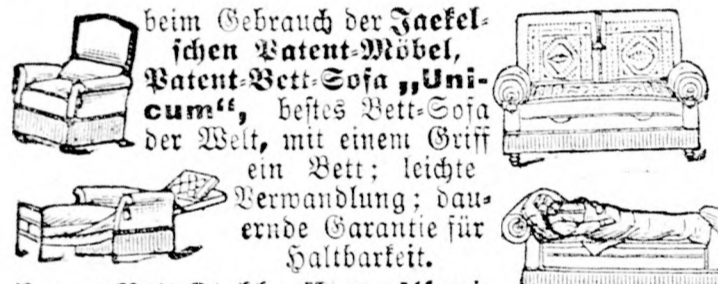 beim Gebrauch der Jaekel-
schen Patent-Möbel,
Patent-Bett-Sofa „Uni-
cum“, bestes Bett-Sofa
der Welt, mit einem Griff
ein Bett; leichte
Verwandlung; dau-
ernde Garantie für
Haltbarkeit.